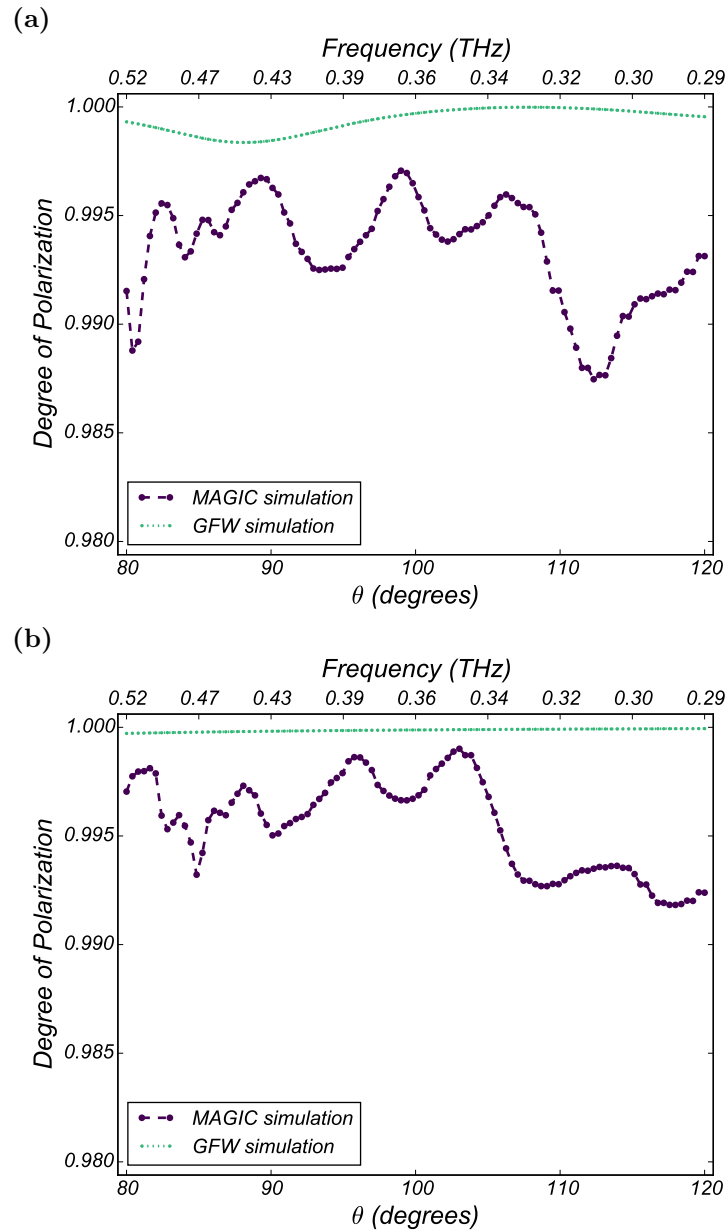 (a)
Frequency (THz)
0.52 0.47 0.43 0.39 0.36 0.34 0.32 0.30 0.29
1.000
0.995
0.990
0.985
0.980
Degree of Polarization
MAGIC simulation
GFW simulation
80 90 100 110 120
θ (degrees)
(b)
Frequency (THz)
0.52 0.47 0.43 0.39 0.36 0.34 0.32 0.30 0.29
1.000
0.995
0.990
0.985
0.980
Degree of Polarization
MAGIC simulation
GFW simulation
80 90 100 110 120
θ (degrees)